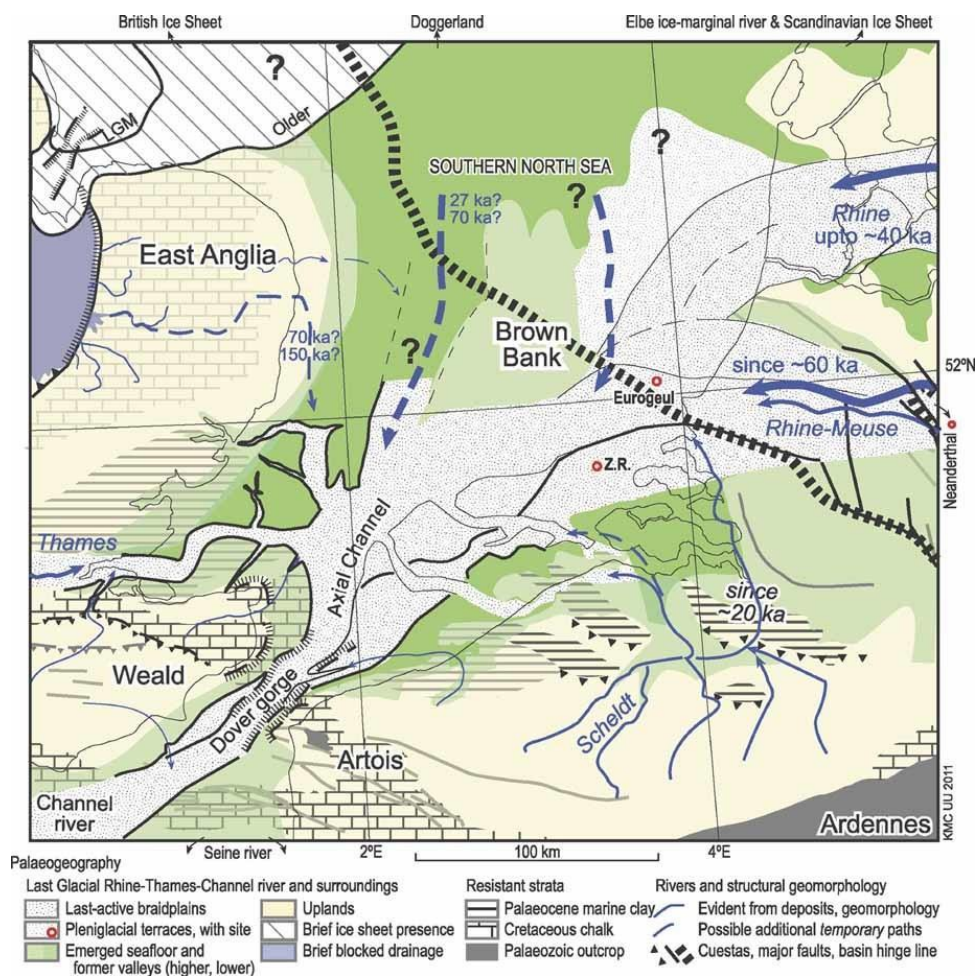 British Ice Sheet
Doggerland
Elbe ice-marginal river & Scandinavian Ice Sheet
?
LGM
Older
?
SOUTHERN NORTH SEA
?
27 ka?
70 ka?
Rhine
upto ~40 ka
East Anglia
Brown
Bank
70 ka?
150 ka?
?
52ºN
since ~60 ka
Eurogeul
Rhine-Meuse
Z.R.
Neanderthal
Thames
Axial Channel
since
~20 ka
Weald
Dover gorge
Scheldt
Artois
Channel
river
Ardennes
KMC UU 2011
Seine river
2ºE
100 km
4ºE
Palaeogeography
Last Glacial Rhine-Thames-Channel river and surroundings
Last-active braidplains
Pleniglacial terraces, with site
Emerged seafloor and
former valleys (higher, lower)
Uplands
Brief ice sheet presence
Brief blocked drainage
Resistant strata
Palaeocene marine clay
Cretaceous chalk
Palaeozoic outcrop
Rivers and structural geomorphology
Evident from deposits, geomorphology
Possible additional temporary paths
Cuestas, major faults, basin hinge line